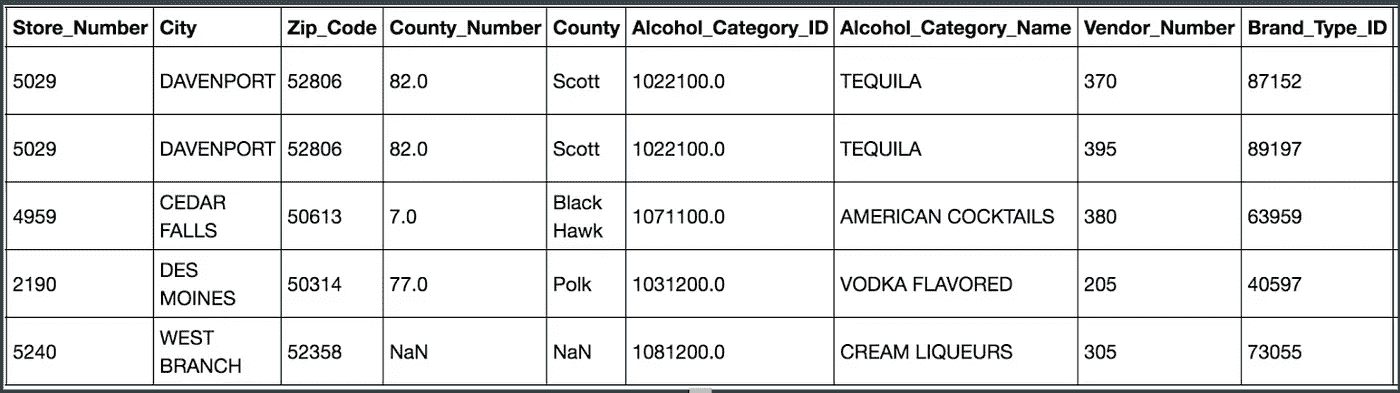 Store_Number City Zip_Code County_Number County Alcohol_Category_ID Alcohol_Category_Name Vendor_Number Brand_Type_ID
5029 DAVENPORT 52806 82.0 Scott 1022100.0 TEQUILA 370 87152
5029 DAVENPORT 52806 82.0 Scott 1022100.0 TEQUILA 395 89197
4959 CEDAR FALLS 50613 7.0 Black Hawk 1071100.0 AMERICAN COCKTAILS 380 63959
2190 DES MOINES 50314 77.0 Polk 1031200.0 VODKA FLAVORED 205 40597
5240 WEST BRANCH 52358 NaN NaN 1081200.0 CREAM LIQUEURS 305 73055